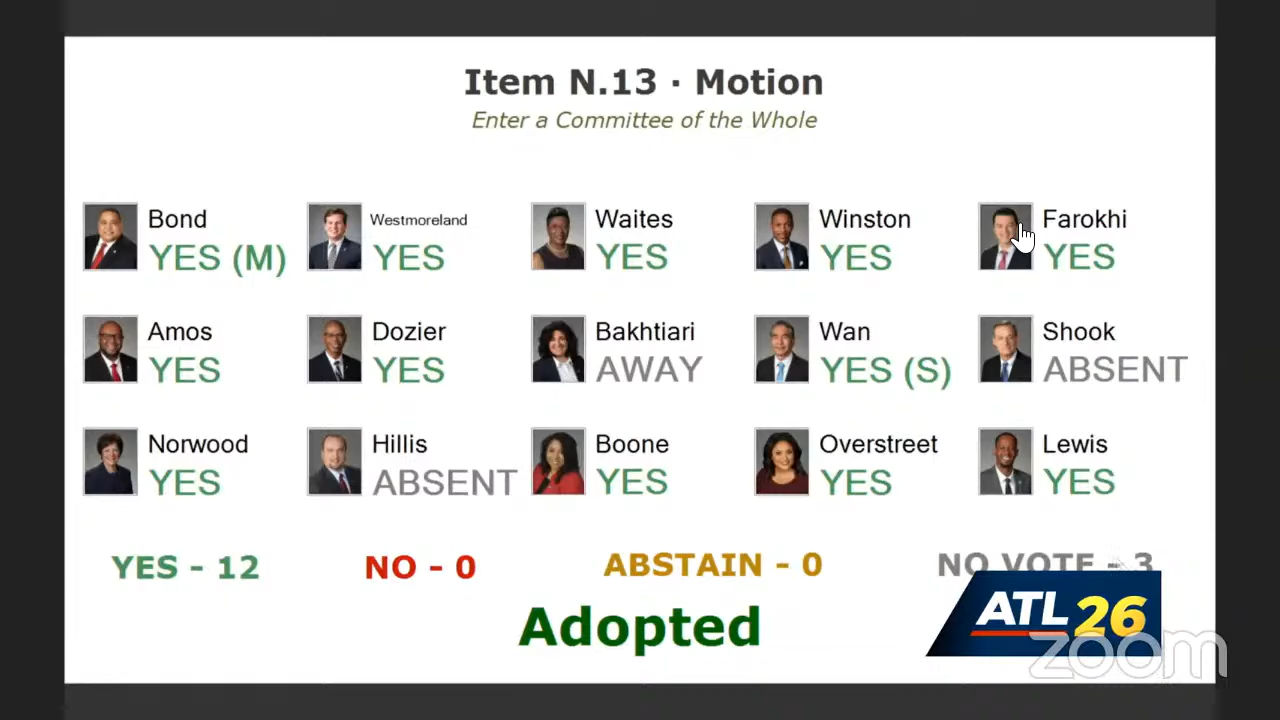 Item N.13 · Motion
Enter a Committee of the Whole
Bond
YES (M)
Westmoreland
YES
Waites
YES
Winston
YES
Farokhi
YES
Amos
YES
Dozier
YES
Bakhtiari
AWAY
Wan
YES (S)
Shook
ABSENT
Norwood
YES
Hillis
ABSENT
Boone
YES
Overstreet
YES
Lewis
YES
YES - 12
NO - 0
ABSTAIN - 0
NO VOTE - 3
Adopted
ATL 26
zoom